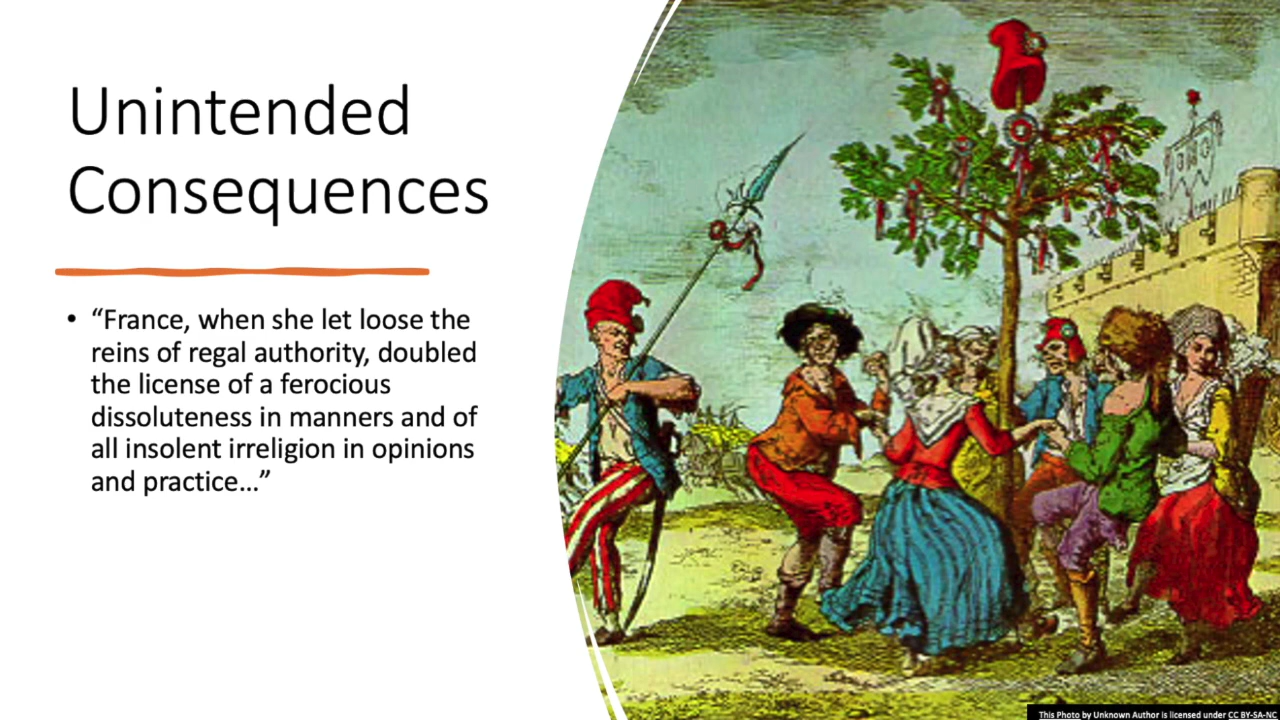 Unintended
Consequences
• “France, when she let loose the
reins of regal authority, doubled
the license of a ferocious
dissoluteness in manners and of
all insolent irreligion in opinions
and practice...”
This Photo by Unknown Author is licensed under CC BY-SA-NC